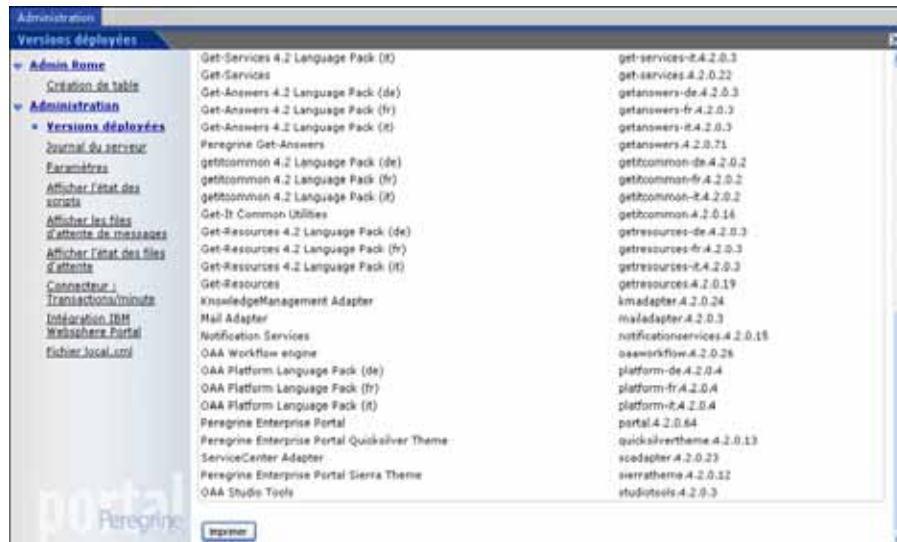 Administration
Versions déployées
Admin Rome
Création de table
Administration
Versions déployées
Journal du serveur
Paramètres
Afficher l'état des
scripts
Afficher les files
d'attente de messages
Afficher l'état des files
d'attente
Connecteur :
Transactions/minute
Intégration IBM
Websphere Portal
Fichier local.xml
Get-Services 4.2 Language Pack (it) get-services-it.4.2.0.3
Get-Services get-services.4.2.0.22
Get-Answers 4.2 Language Pack (de) getanswers-de.4.2.0.3
Get-Answers 4.2 Language Pack (fr) getanswers-fr.4.2.0.3
Get-Answers 4.2 Language Pack (it) getanswers-it.4.2.0.3
Peregrine Get-Answers getanswers.4.2.0.71
getitcommon 4.2 Language Pack (de) getitcommon-de.4.2.0.2
getitcommon 4.2 Language Pack (fr) getitcommon-fr.4.2.0.2
getitcommon 4.2 Language Pack (it) getitcommon-it.4.2.0.2
Get-It Common Utilities getitcommon.4.2.0.16
Get-Resources 4.2 Language Pack (de) getresources-de.4.2.0.3
Get-Resources 4.2 Language Pack (fr) getresources-fr.4.2.0.3
Get-Resources 4.2 Language Pack (it) getresources-it.4.2.0.3
Get-Resources getresources.4.2.0.19
KnowledgeManagement Adapter kmadapter.4.2.0.24
Mail Adapter mailadapter.4.2.0.3
Notification Services notificationservices.4.2.0.15
OAA Workflow engine oaaworkflow.4.2.0.26
OAA Platform Language Pack (de) platform-de.4.2.0.4
OAA Platform Language Pack (fr) platform-fr.4.2.0.4
OAA Platform Language Pack (it) platform-it.4.2.0.4
Peregrine Enterprise Portal portal.4.2.0.64
Peregrine Enterprise Portal Quicksilver Theme quicksilvertheme.4.2.0.13
ServiceCenter Adapter scadapter.4.2.0.23
Peregrine Enterprise Portal Sierra Theme sierratheme.4.2.0.12
OAA Studio Tools studiotools.4.2.0.3
portal
Peregrine
Imprimer